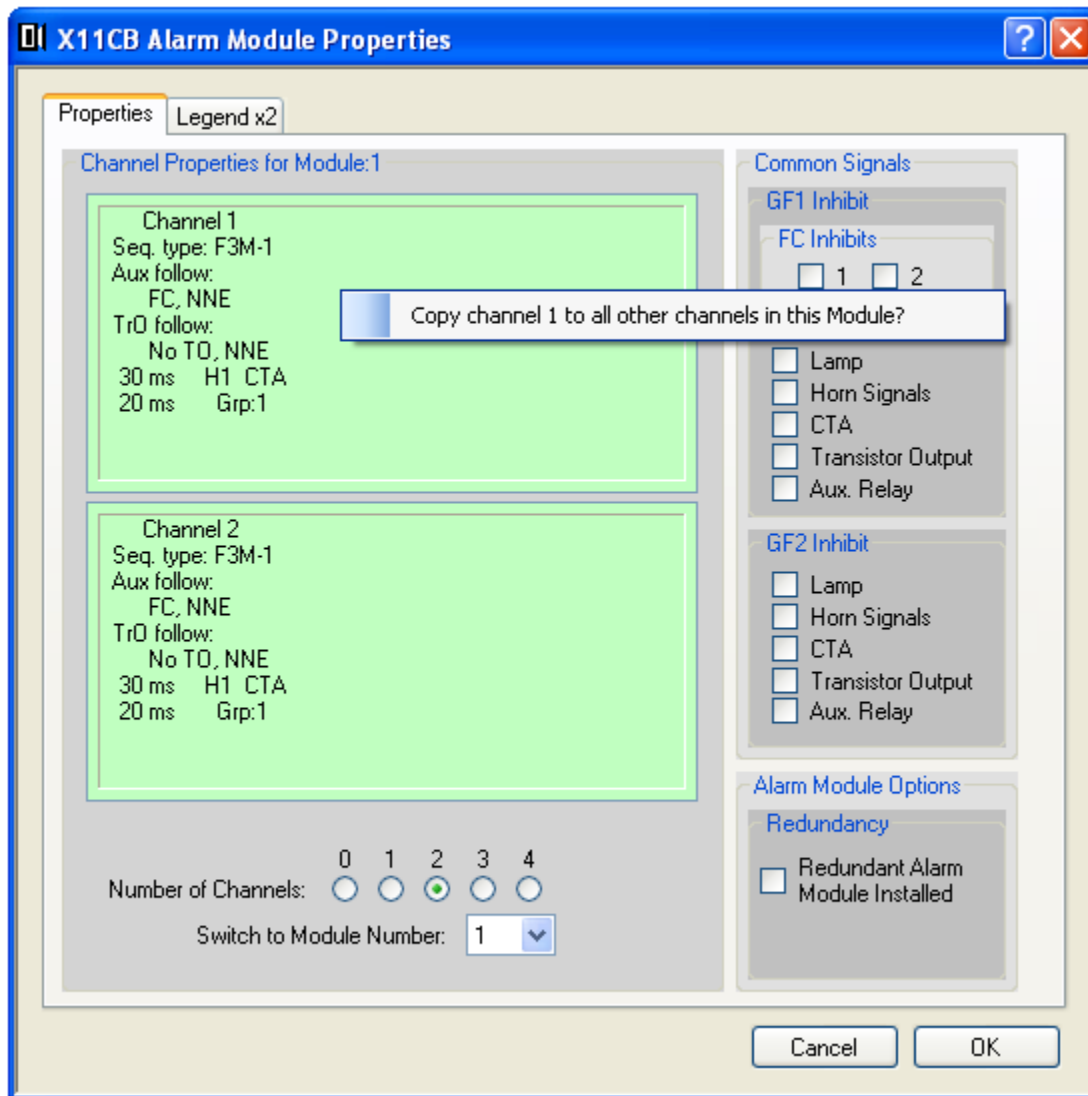 X11CB Alarm Module Properties
Properties
Legend x2
Channel Properties for Module:1
Channel 1
Seq. type: F3M-1
Aux follow:
FC, NNE
TrO follow:
No TO, NNE
30 ms H1 CTA
20 ms Grp:1
Copy channel 1 to all other channels in this Module?
Channel 2
Seq. type: F3M-1
Aux follow:
FC, NNE
TrO follow:
No TO, NNE
30 ms H1 CTA
20 ms Grp:1
0 1 2 3 4
Number of Channels:
Switch to Module Number: 1
Common Signals
GF1 Inhibit
FC Inhibits
1 2
Lamp
Horn Signals
CTA
Transistor Output
Aux. Relay
GF2 Inhibit
Lamp
Horn Signals
CTA
Transistor Output
Aux. Relay
Alarm Module Options
Redundancy
Redundant Alarm
Module Installed
Cancel
OK